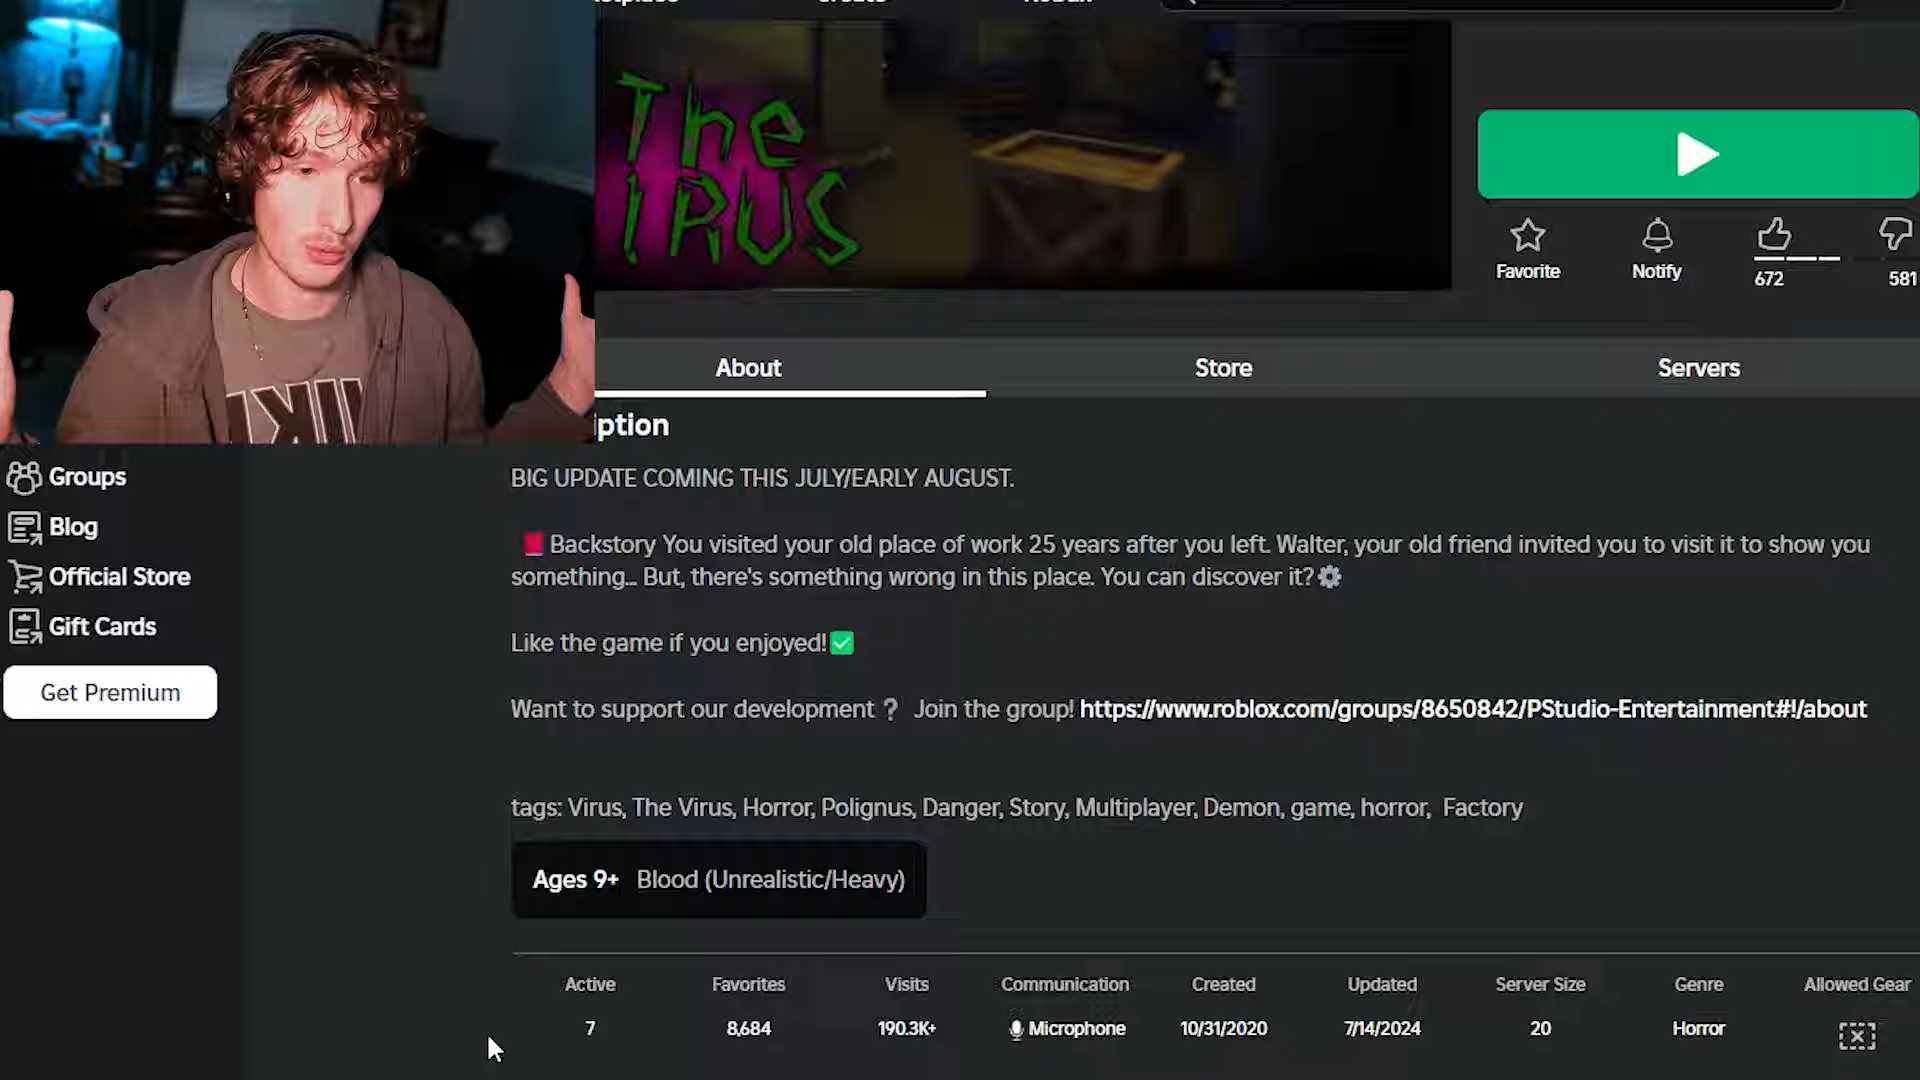 The
IRUS
Favorite
Notify
672
581
About
Store
Servers
iption
Groups
Blog
Official Store
Gift Cards
Get Premium
BIG UPDATE COMING THIS JULY/EARLY AUGUST.
Backstory You visited your old place of work 25 years after you left. Walter, your old friend invited you to visit it to show you
something... But, there's something wrong in this place. You can discover it?
Like the game if you enjoyed!
Want to support our development ? Join the group! https://www.roblox.com/groups/8650842/PStudio-Entertainment#!/about
tags: Virus, The Virus, Horror, Polignus, Danger, Story, Multiplayer, Demon, game, horror, Factory
Ages 9+ Blood (Unrealistic/Heavy)
Active Favorites Visits Communication Created Updated Server Size Genre Allowed Gear
7 8,684 190.3K+ Microphone 10/31/2020 7/14/2024 20 Horror